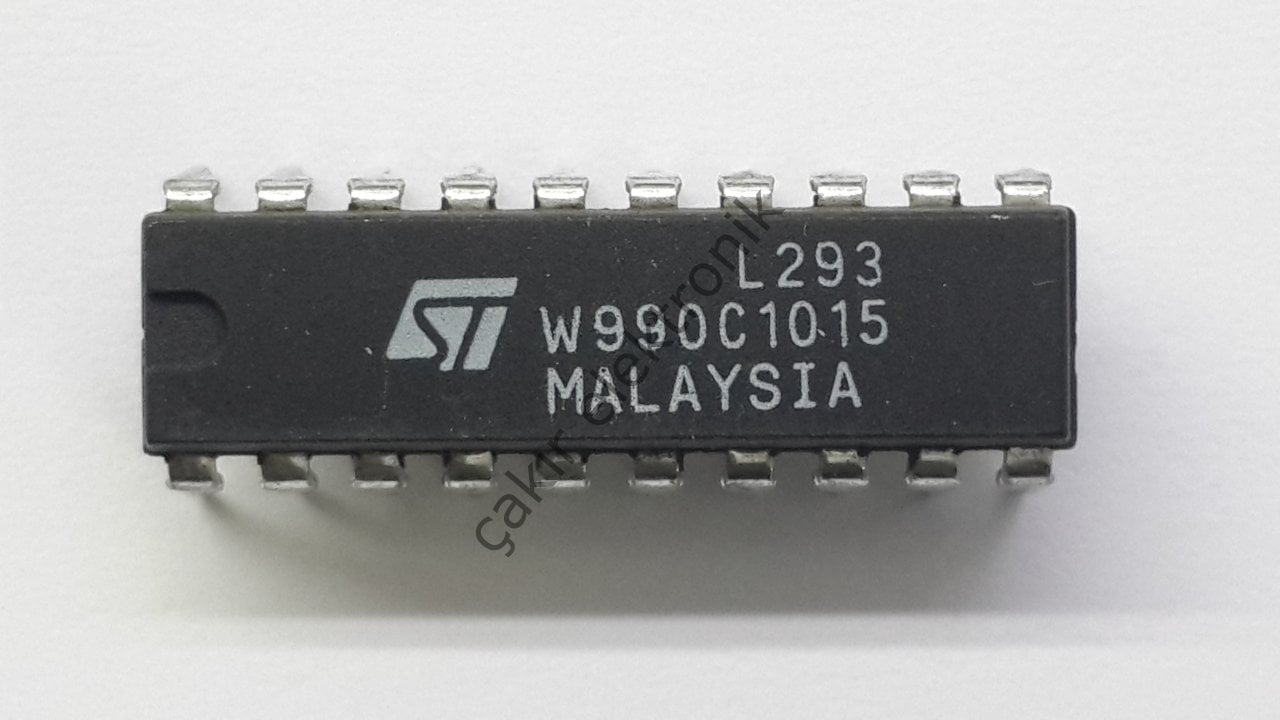 L293
ST
W990C1015
MALAYSIA
çakır elektronik